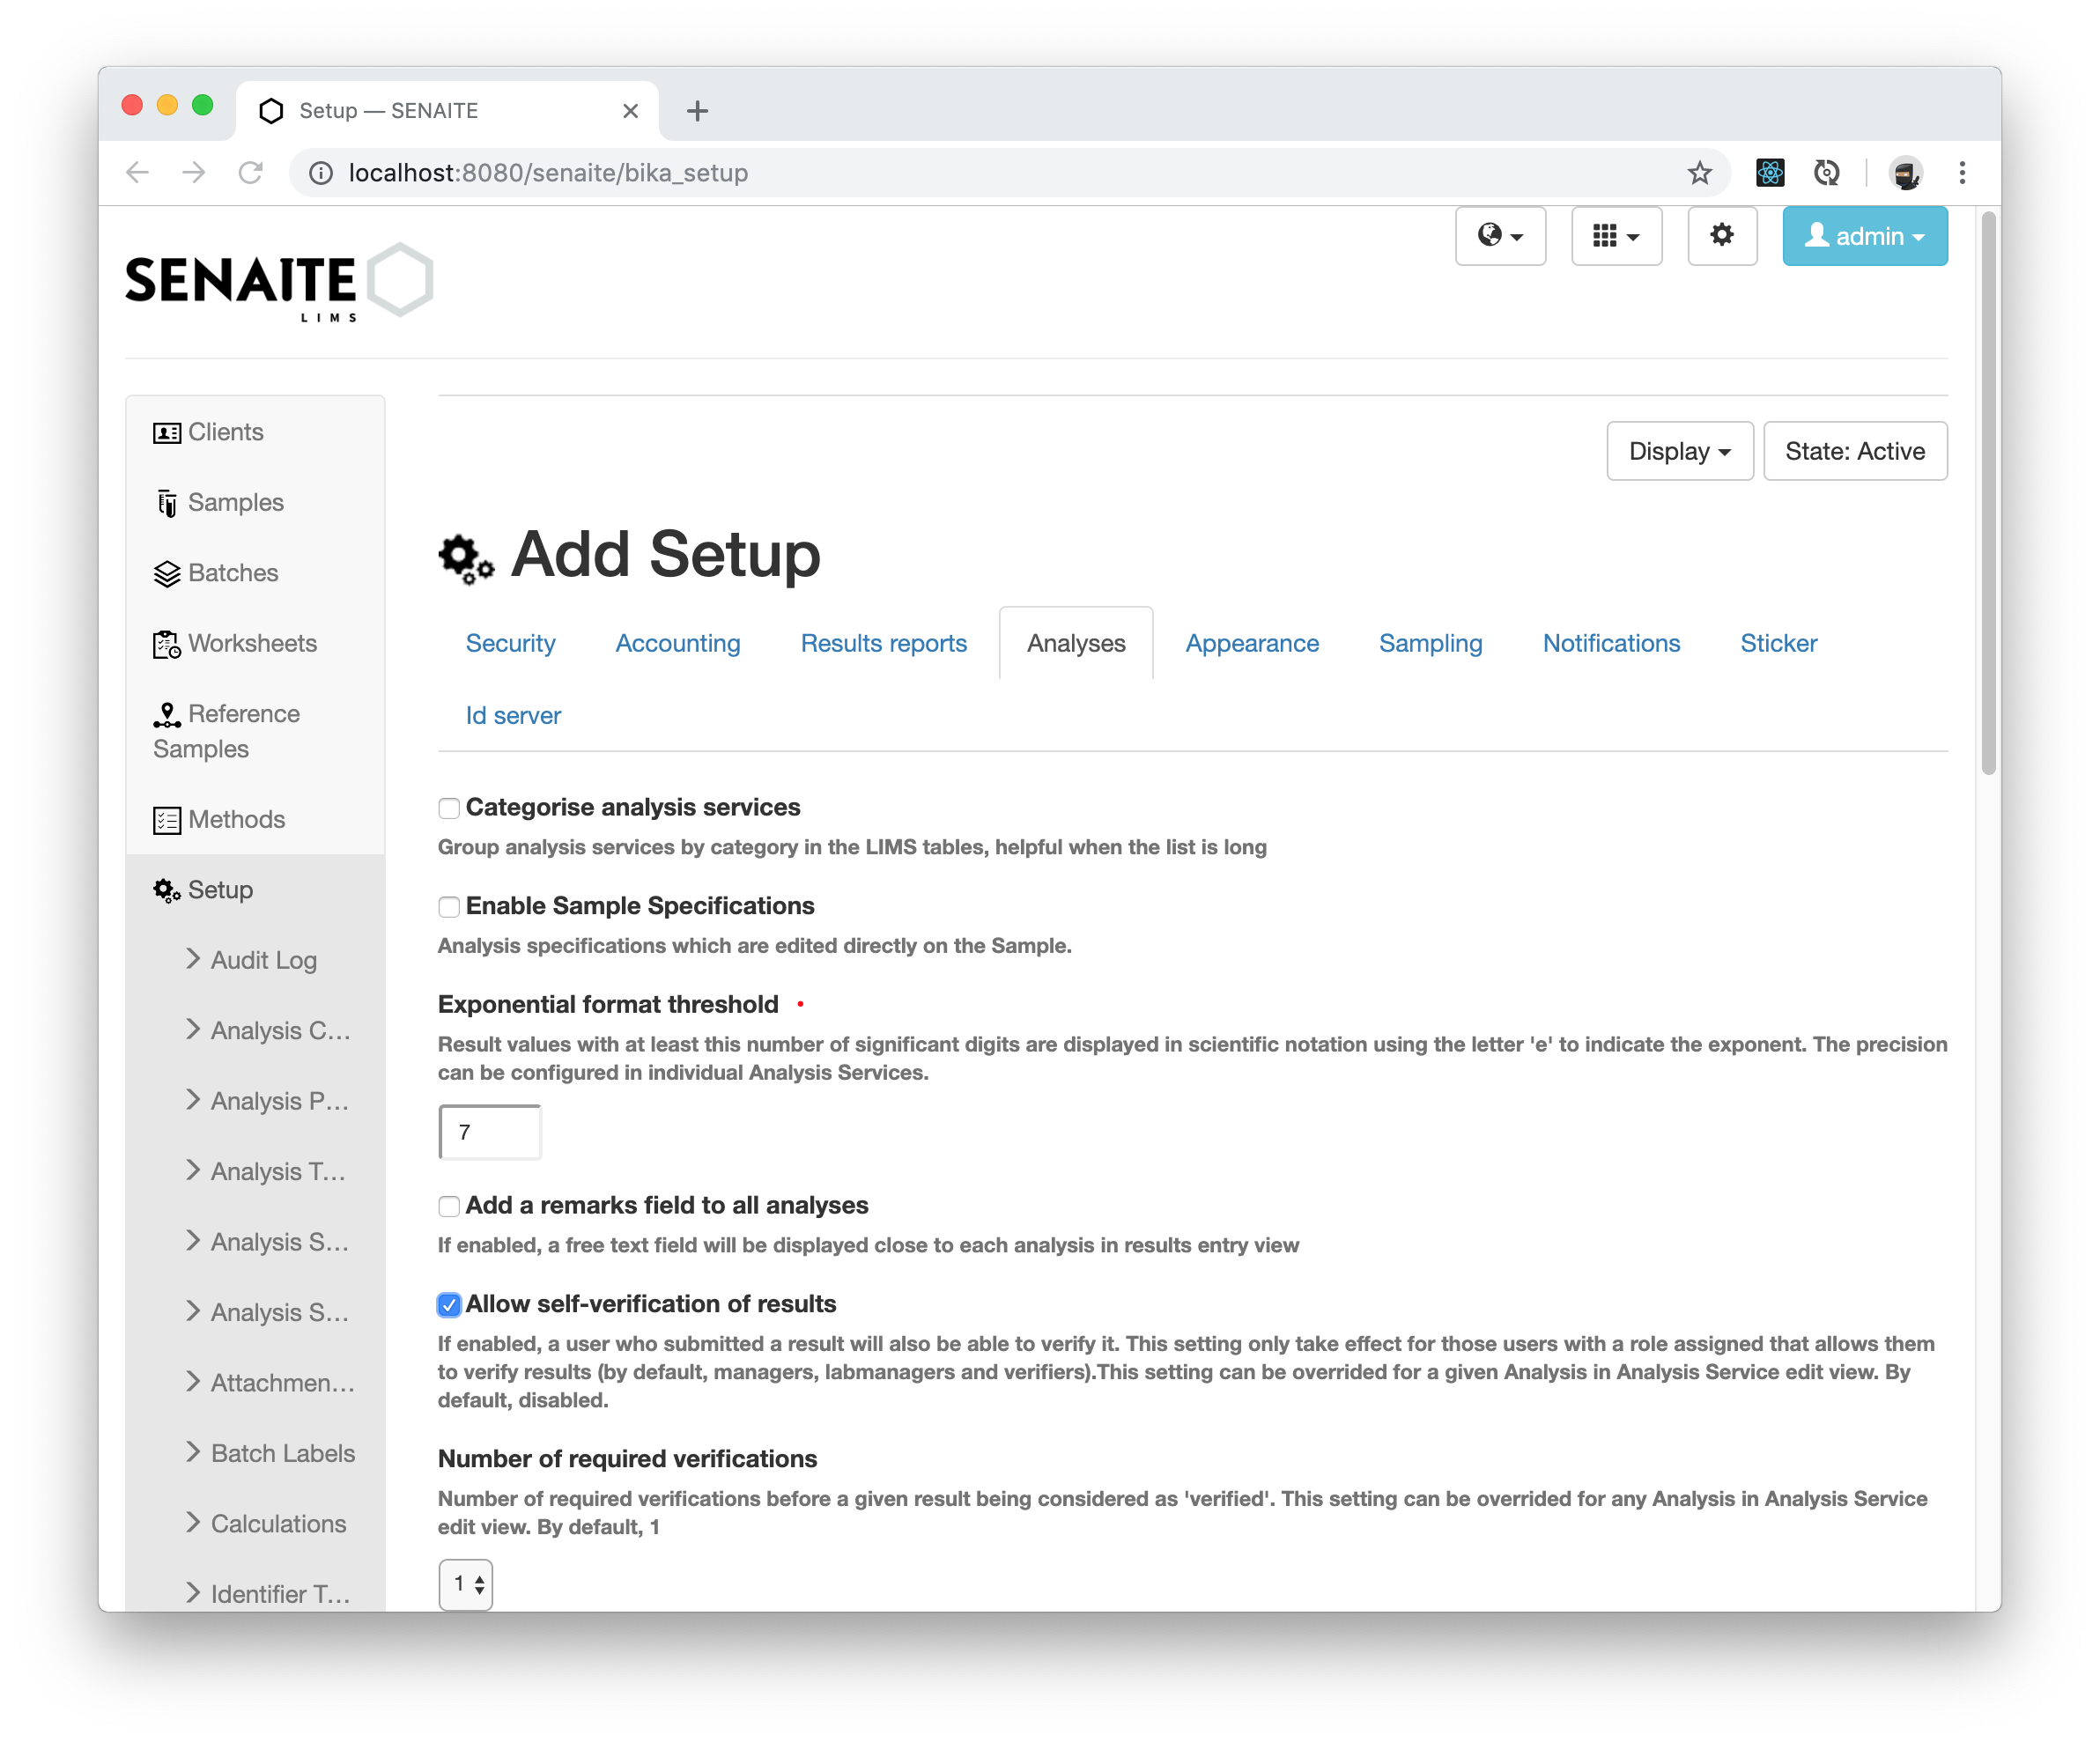 Setup — SENAITE
localhost:8080/senaite/bika_setup
admin
SENAITE
LIMS
Clients
Samples
Batches
Worksheets
Reference
Samples
Methods
Setup
Audit Log
Analysis C...
Analysis P...
Analysis T...
Analysis S...
Analysis S...
Attachmen...
Batch Labels
Calculations
Identifier T...
Display
State: Active
Add Setup
Security Accounting Results reports Analyses Appearance Sampling Notifications Sticker
Id server
Categorise analysis services
Group analysis services by category in the LIMS tables, helpful when the list is long
Enable Sample Specifications
Analysis specifications which are edited directly on the Sample.
Exponential format threshold
Result values with at least this number of significant digits are displayed in scientific notation using the letter 'e' to indicate the exponent. The precision
can be configured in individual Analysis Services.
7
Add a remarks field to all analyses
If enabled, a free text field will be displayed close to each analysis in results entry view
Allow self-verification of results
If enabled, a user who submitted a result will also be able to verify it. This setting only take effect for those users with a role assigned that allows them
to verify results (by default, managers, labmanagers and verifiers).This setting can be overrided for a given Analysis in Analysis Service edit view. By
default, disabled.
Number of required verifications
Number of required verifications before a given result being considered as 'verified'. This setting can be overrided for any Analysis in Analysis Service
edit view. By default, 1
1